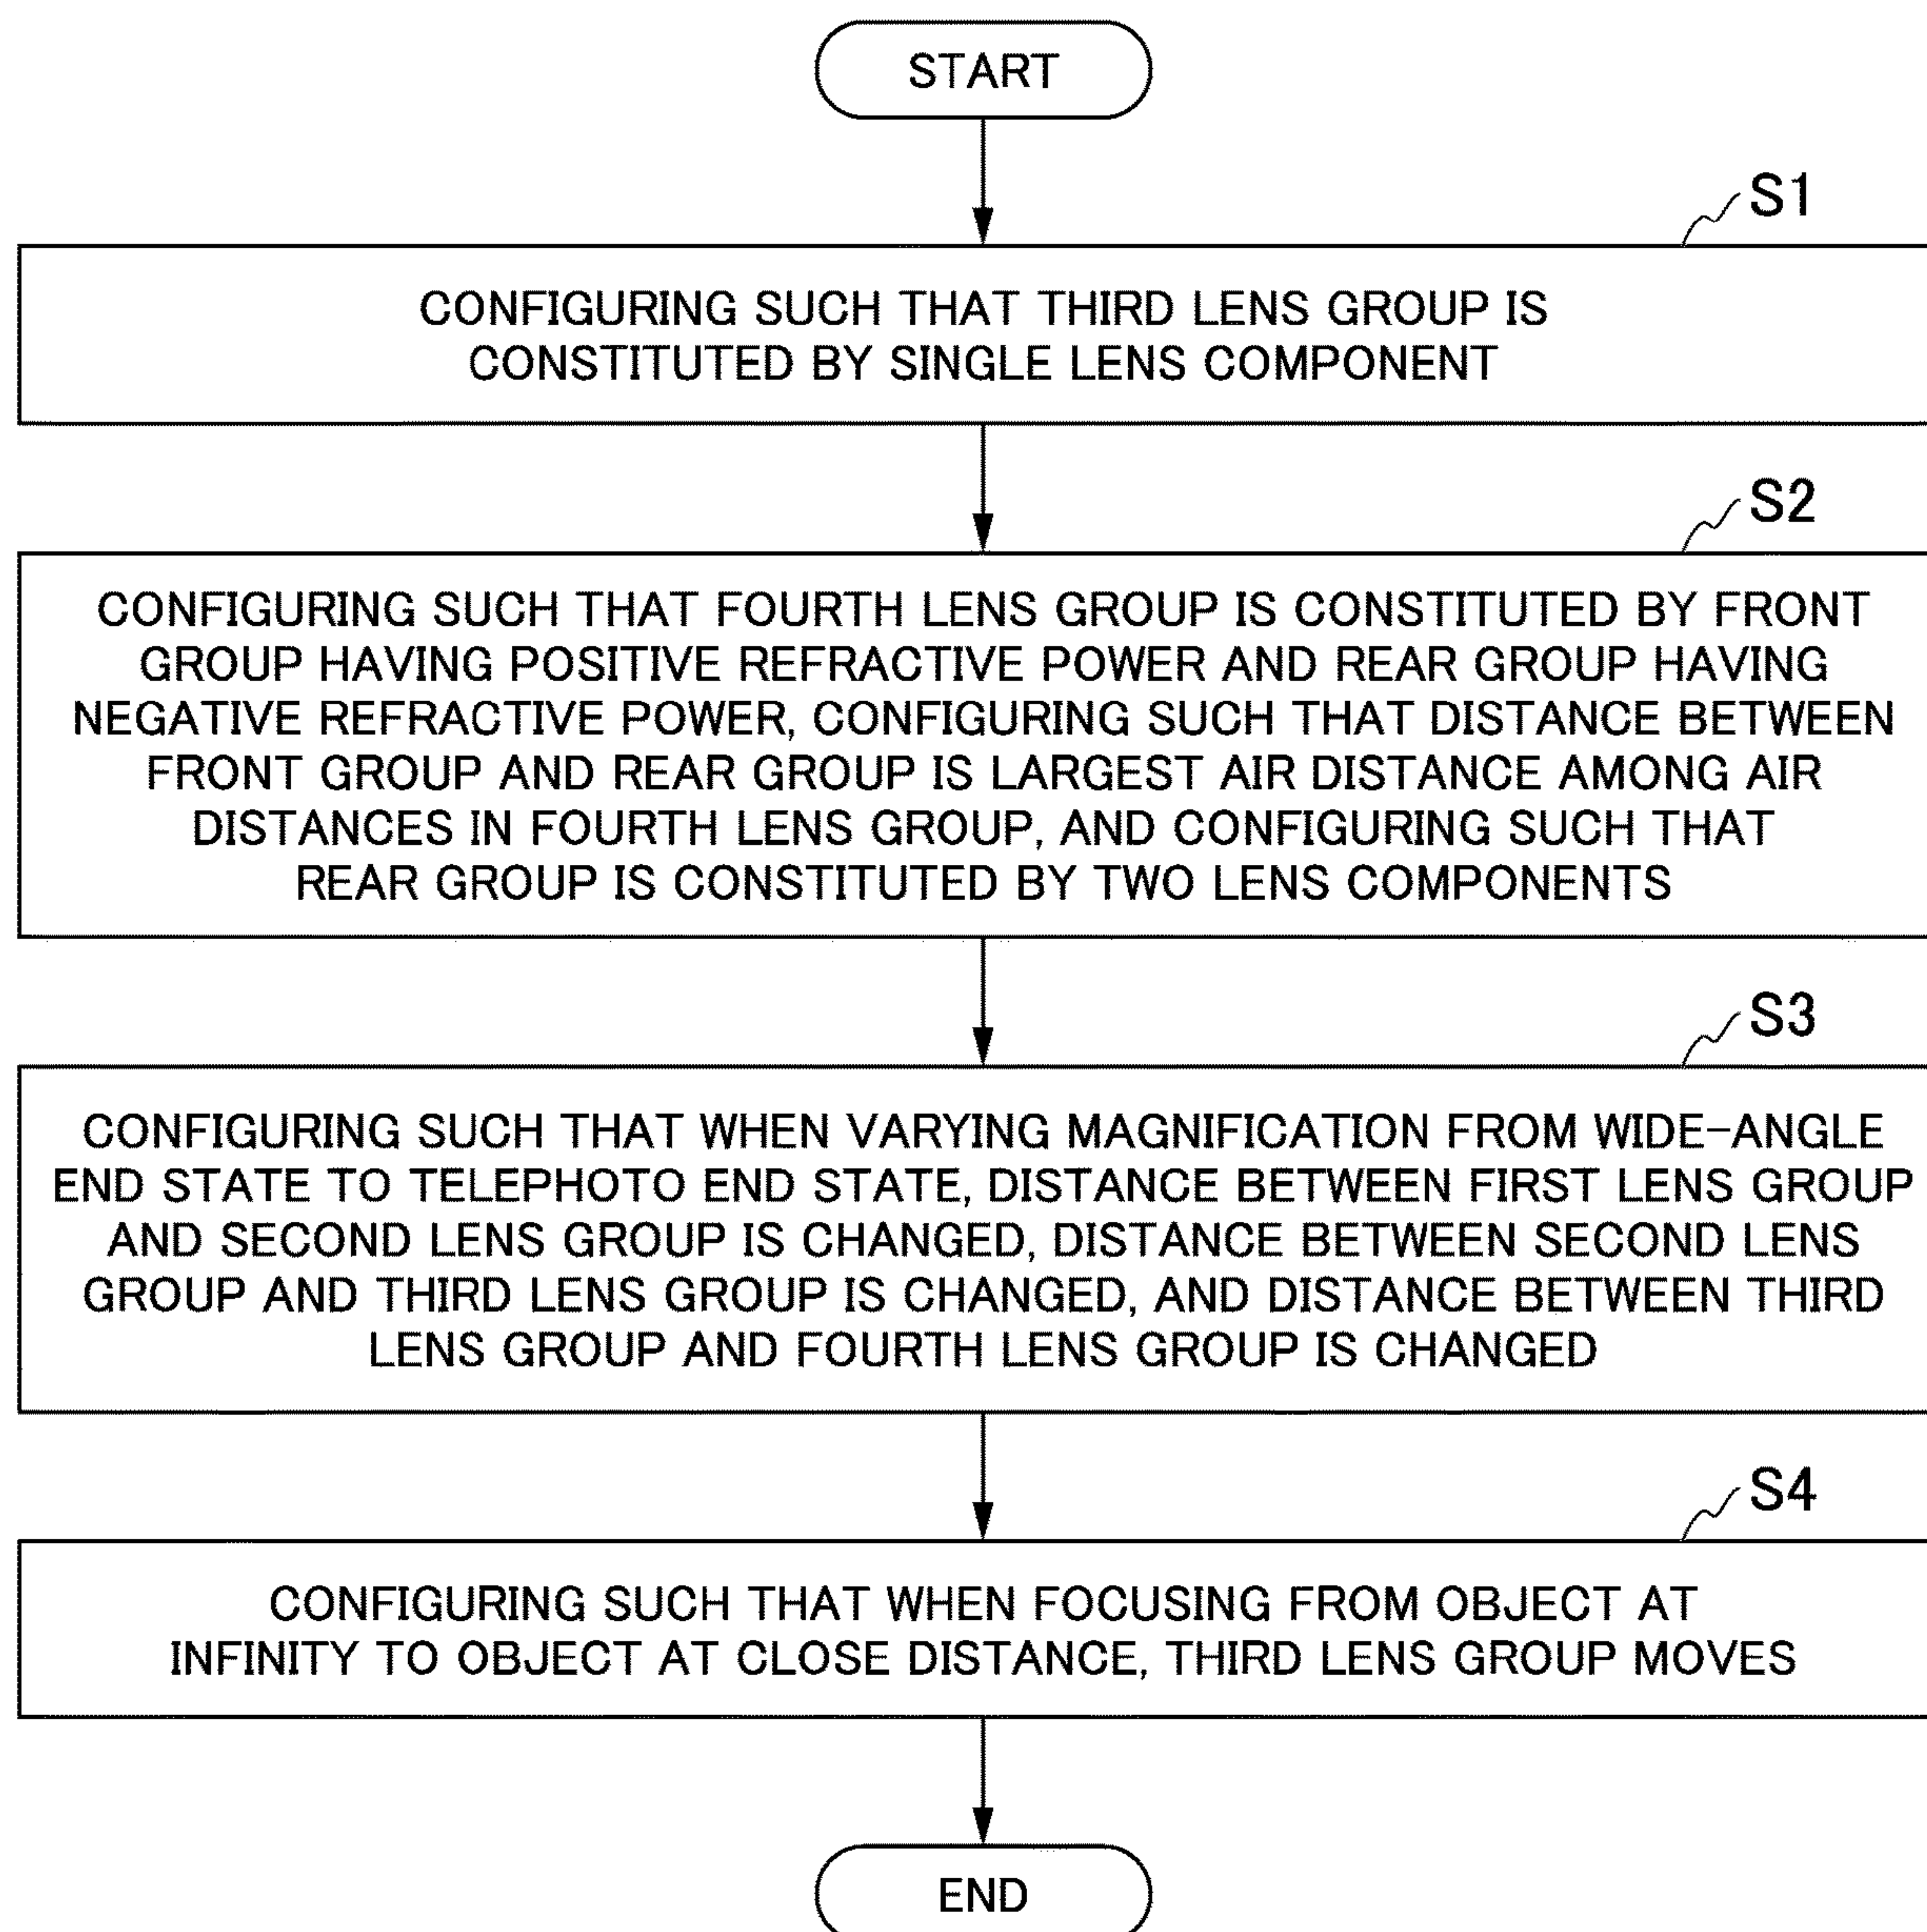 START
S1
CONFIGURING SUCH THAT THIRD LENS GROUP IS
CONSTITUTED BY SINGLE LENS COMPONENT
S2
CONFIGURING SUCH THAT FOURTH LENS GROUP IS CONSTITUTED BY FRONT
GROUP HAVING POSITIVE REFRACTIVE POWER AND REAR GROUP HAVING
NEGATIVE REFRACTIVE POWER, CONFIGURING SUCH THAT DISTANCE BETWEEN
FRONT GROUP AND REAR GROUP IS LARGEST AIR DISTANCE AMONG AIR
DISTANCES IN FOURTH LENS GROUP, AND CONFIGURING SUCH THAT
REAR GROUP IS CONSTITUTED BY TWO LENS COMPONENTS
S3
CONFIGURING SUCH THAT WHEN VARYING MAGNIFICATION FROM WIDE-ANGLE
END STATE TO TELEPHOTO END STATE, DISTANCE BETWEEN FIRST LENS GROUP
AND SECOND LENS GROUP IS CHANGED, DISTANCE BETWEEN SECOND LENS
GROUP AND THIRD LENS GROUP IS CHANGED, AND DISTANCE BETWEEN THIRD
LENS GROUP AND FOURTH LENS GROUP IS CHANGED
S4
CONFIGURING SUCH THAT WHEN FOCUSING FROM OBJECT AT
INFINITY TO OBJECT AT CLOSE DISTANCE, THIRD LENS GROUP MOVES
END